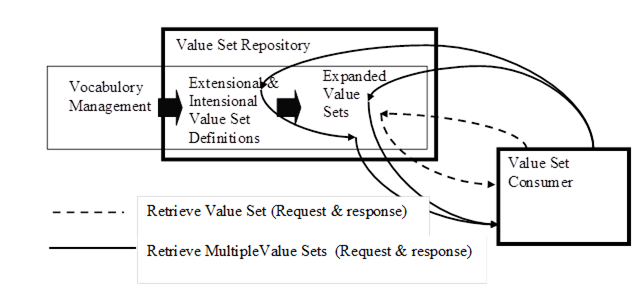 Value Set Repository
Vocabulory
Management
Extensional &
Intensional
Value Set
Definitions
Expanded
Value
Sets
Value Set
Consumer
Retrieve Value Set (Request & response)
Retrieve MultipleValue Sets (Request & response)